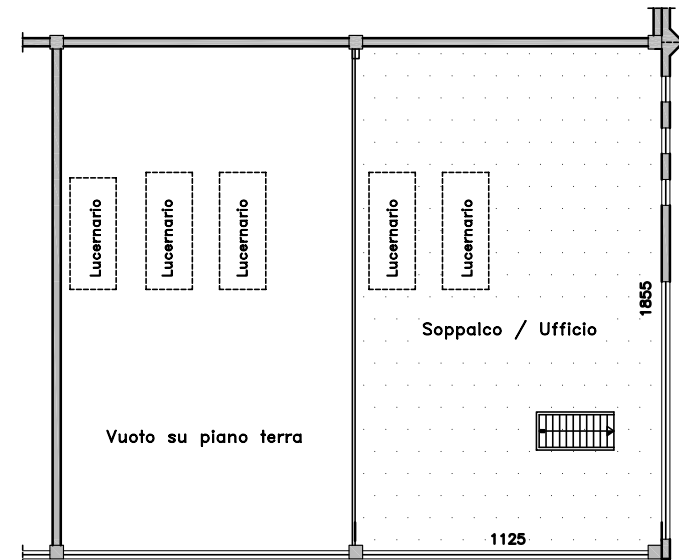 Lucernario
Lucernario
Lucernario
Lucernario
Lucernario
1855
Soppalco / Ufficio
Vuoto su piano terra
1125